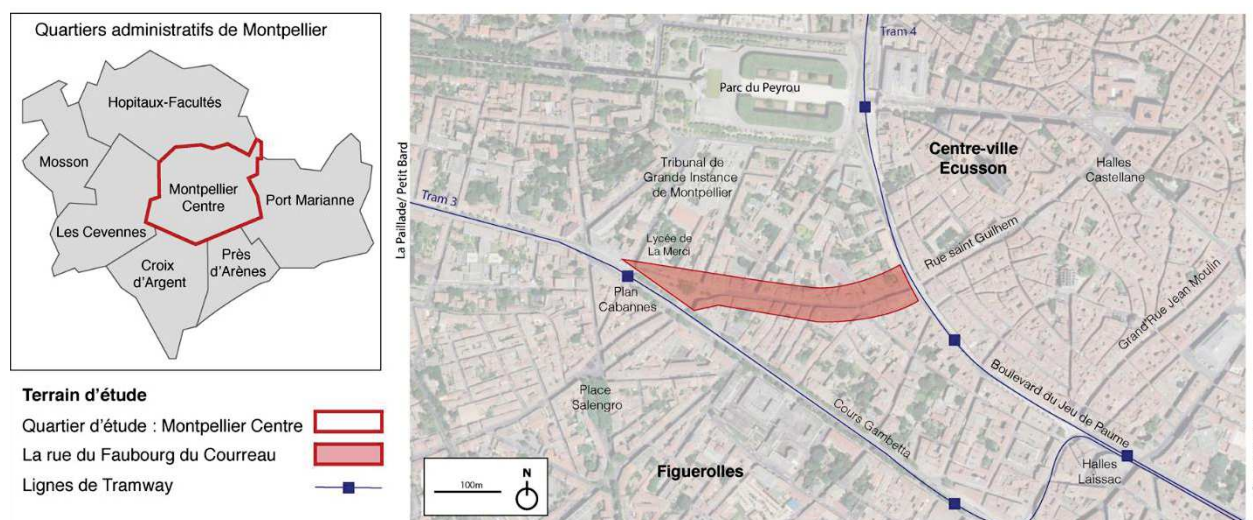 Quartiers administratifs de Montpellier
Hopitaux-Facultés
Mosson
Montpellier
Centre
Port Marianne
Les Cevennes
Croix
d'Argent
Près
d'Arènes
Terrain d'étude
Quartier d'étude : Montpellier Centre
La rue du Faubourg du Courreau
Lignes de Tramway
La Paillade/ Petit Bard
Tram 4
Parc du Peyrou
Centre-ville
Ecusson
Halles
Castellane
Tribunal de
Grande Instance
de Montpellier
Tram 3
Lycée de
La Merci
Rue saint Guilhem
Plan
Cabannes
Grand'Rue Jean Moulin
Place
Salengro
Boulevard du Jeu de Paume
Cours Gambetta
Halles
Laissac
Figuerolles
100m
N